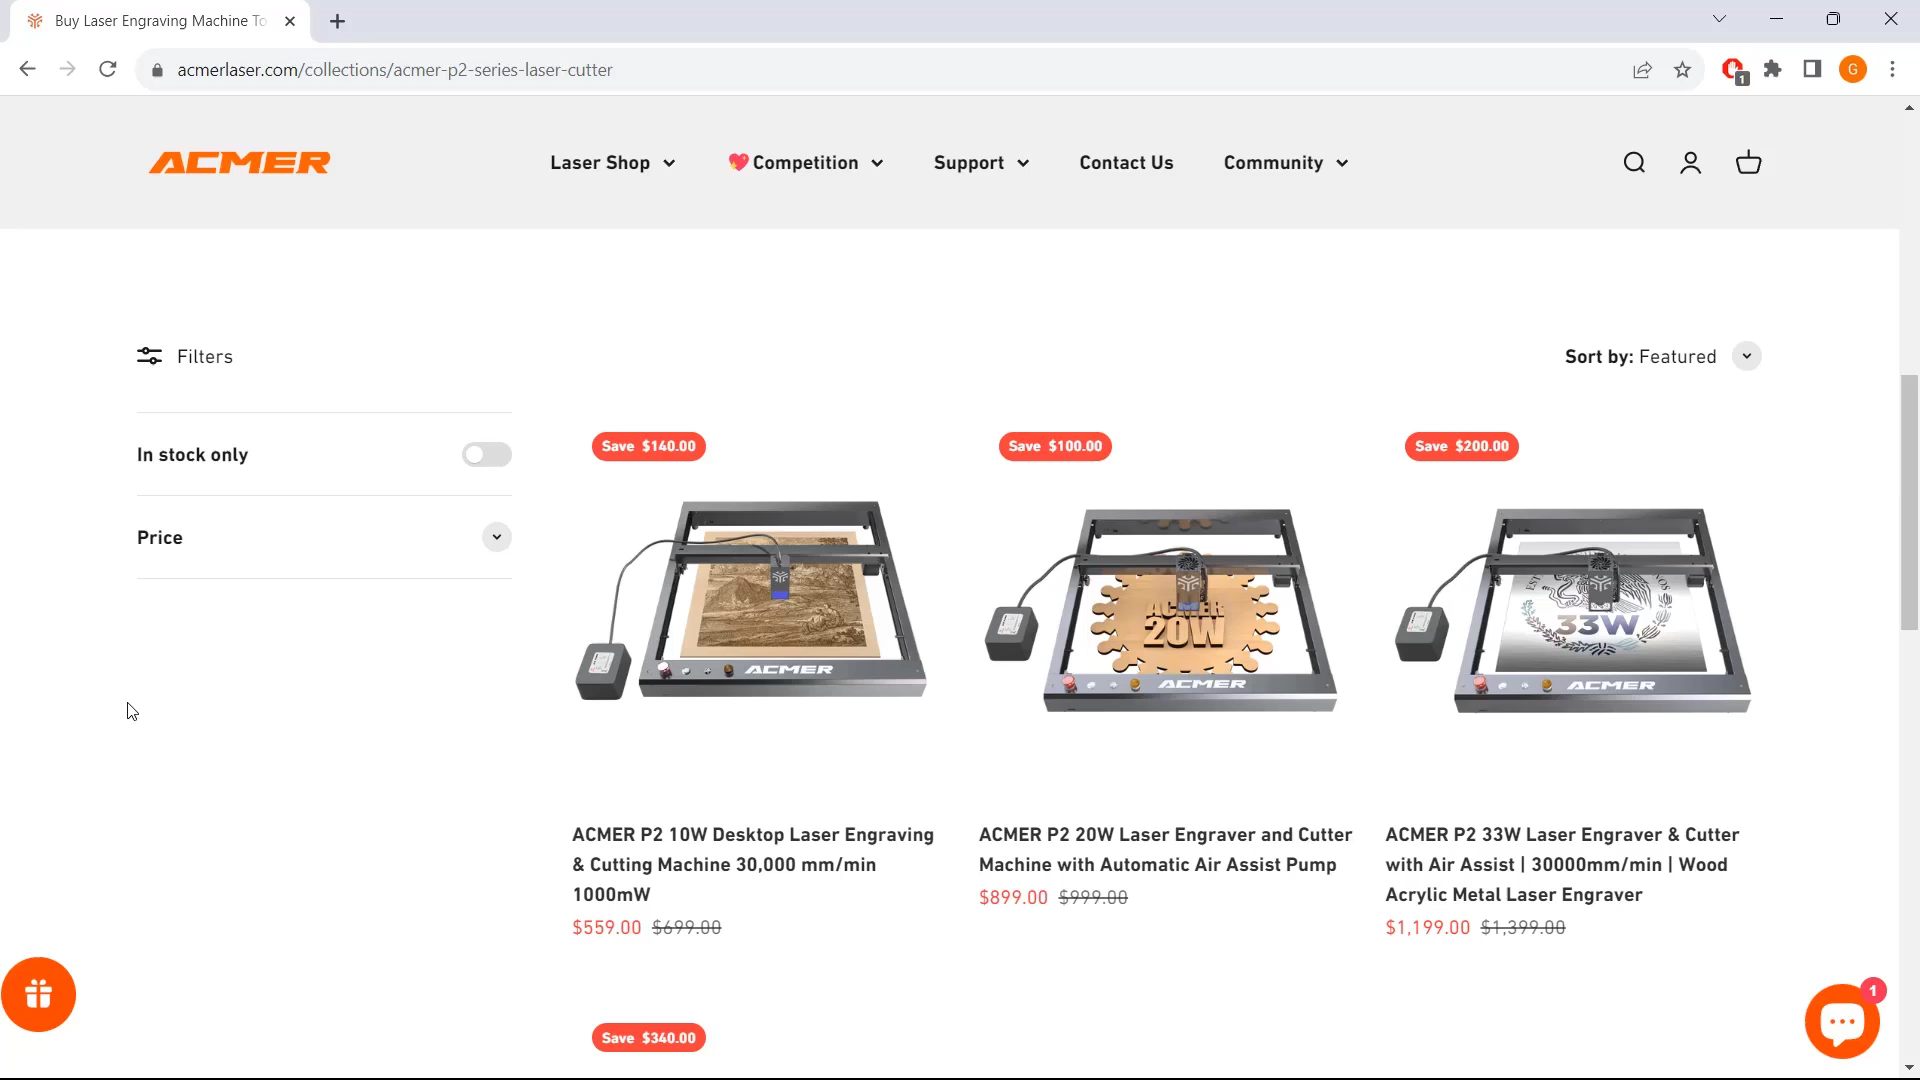 Buy Laser Engraving Machine To
acmerlaser.com/collections/acmer-p2-series-laser-cutter
1
G
ACMER
Laser Shop
💖Competition
Support
Contact Us
Community
Filters
Sort by: Featured
In stock only
Price
Save $140.00
Save $100.00
Save $200.00
ACMER
ACMER
20W
ACMER
33W
ACMER
ACMER P2 10W Desktop Laser Engraving
& Cutting Machine 30,000 mm/min
1000mW
$559.00 $699.00
ACMER P2 20W Laser Engraver and Cutter
Machine with Automatic Air Assist Pump
$899.00 $999.00
ACMER P2 33W Laser Engraver & Cutter
with Air Assist | 30000mm/min | Wood
Acrylic Metal Laser Engraver
$1,199.00 $1,399.00
Save $340.00
1